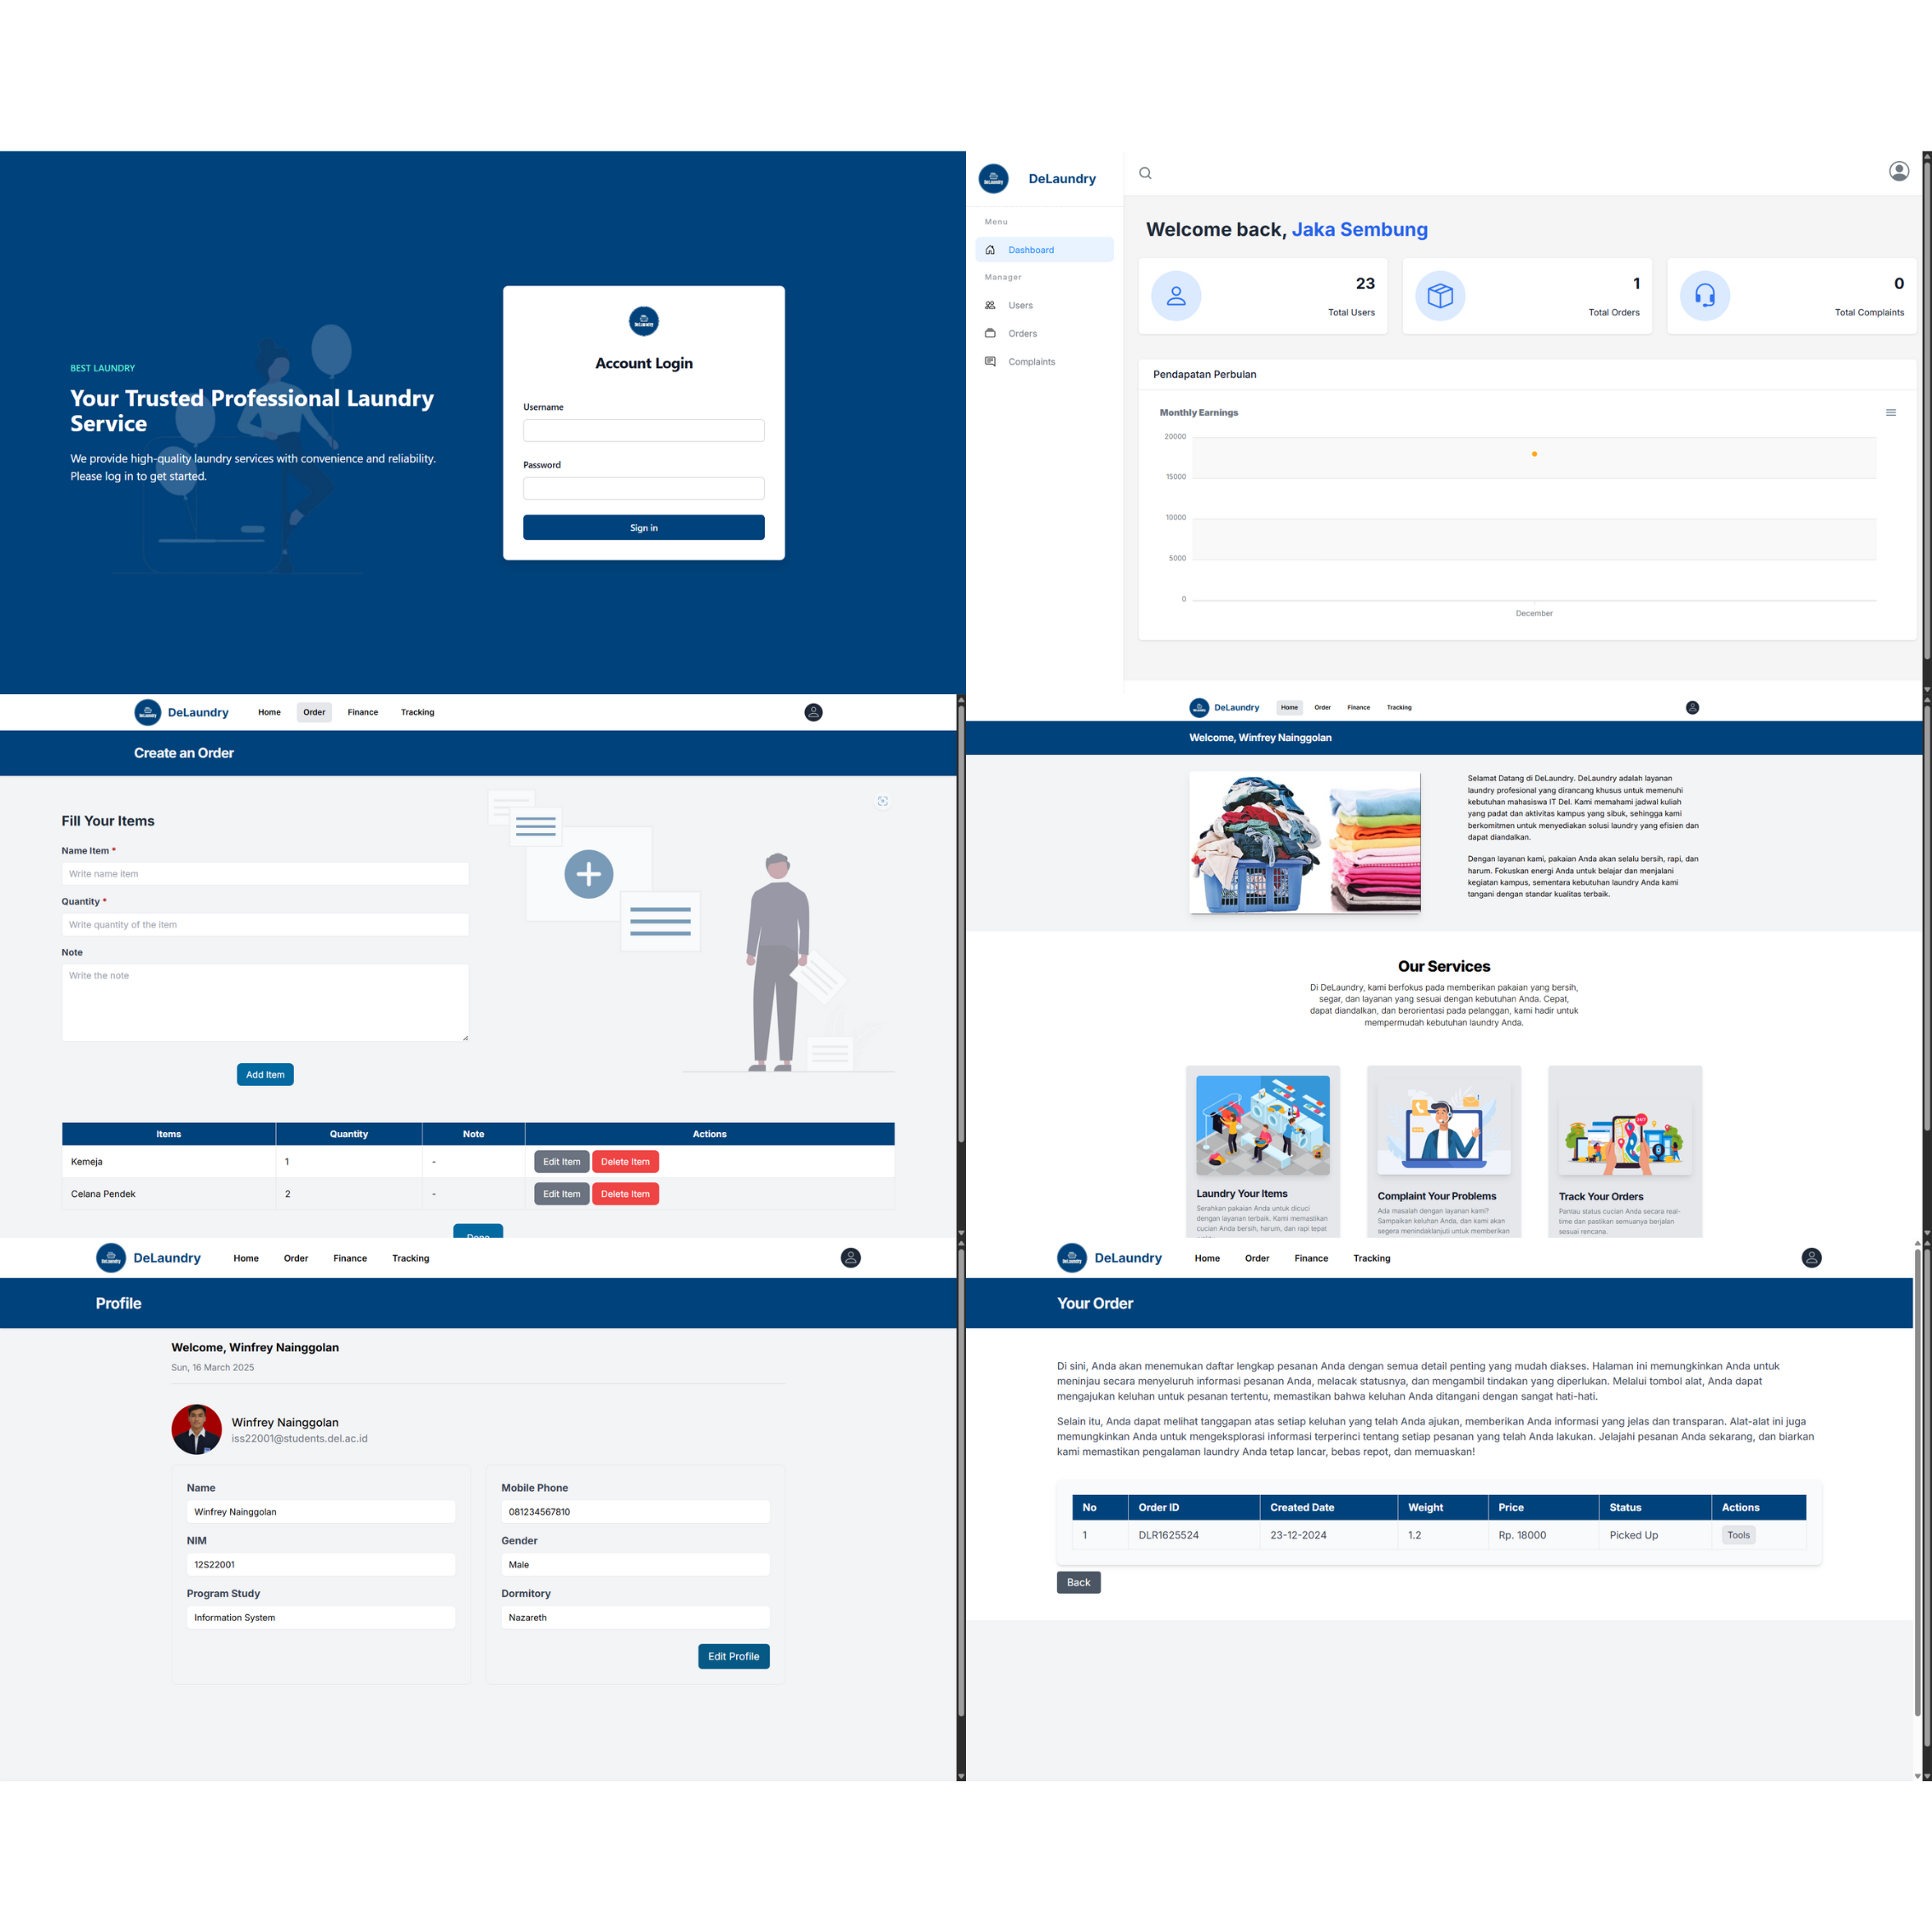 BEST LAUNDRY
Your Trusted Professional Laundry
Service
We provide high-quality laundry services with convenience and reliability.
Please log in to get started.
DeLaundry
Account Login
Username
Password
Sign in
DeLaundry
DeLaundry
Menu
Dashboard
Manager
Users
Orders
Complaints
Welcome back, Jaka Sembung
23
Total Users
1
Total Orders
0
Total Complaints
Pendapatan Perbulan
Monthly Earnings
20000
15000
10000
5000
0
December
DeLaundry
DeLaundry Home Order Finance Tracking
Create an Order
Fill Your Items
Name Item *
Write name item
Quantity *
Write quantity of the item
Note
Write the note
Add Item
Items Quantity Note Actions
Kemeja 1 - Edit Item Delete Item
Celana Pendek 2 - Edit Item Delete Item
Done
DeLaundry
DeLaundry Home Order Finance Tracking
Welcome, Winfrey Nainggolan
Selamat Datang di DeLaundry. DeLaundry adalah layanan
laundry profesional yang dirancang khusus untuk memenuhi
kebutuhan mahasiswa IT Del. Kami memahami jadwal kuliah
yang padat dan aktivitas kampus yang sibuk, sehingga kami
berkomitmen untuk menyediakan solusi laundry yang efisien dan
dapat diandalkan.
Dengan layanan kami, pakaian Anda akan selalu bersih, rapi, dan
harum. Fokuskan energi Anda untuk belajar dan menjalani
kegiatan kampus, sementara kebutuhan laundry Anda kami
tangani dengan standar kualitas terbaik.
Our Services
Di DeLaundry, kami berfokus pada memberikan pakaian yang bersih,
segar, dan layanan yang sesuai dengan kebutuhan Anda. Cepat,
dapat diandalkan, dan berorientasi pada pelanggan, kami hadir untuk
mempermudah kebutuhan laundry Anda.
Laundry Your Items
Serahkan pakaian Anda untuk dicuci
dengan layanan terbaik. Kami memastikan
cucian Anda bersih, harum, dan rapi tepat
Complaint Your Problems
Ada masalah dengan layanan kami?
Sampaikan keluhan Anda, dan kami akan
segera menindaklanjuti untuk memberikan
Track Your Orders
Pantau status cucian Anda secara real-
time dan pastikan semuanya berjalan
sesuai rencana.
DeLaundry
DeLaundry Home Order Finance Tracking
Profile
Welcome, Winfrey Nainggolan
Sun, 16 March 2025
Winfrey Nainggolan
iss22001@students.del.ac.id
Name
Winfrey Nainggolan
NIM
12S22001
Program Study
Information System
Mobile Phone
081234567810
Gender
Male
Dormitory
Nazareth
Edit Profile
DeLaundry
DeLaundry Home Order Finance Tracking
Your Order
Di sini, Anda akan menemukan daftar lengkap pesanan Anda dengan semua detail penting yang mudah diakses. Halaman ini memungkinkan Anda untuk
meninjau secara menyeluruh informasi pesanan Anda, melacak statusnya, dan mengambil tindakan yang diperlukan. Melalui tombol alat, Anda dapat
mengajukan keluhan untuk pesanan tertentu, memastikan bahwa keluhan Anda ditangani dengan sangat hati-hati.
Selain itu, Anda dapat melihat tanggapan atas setiap keluhan yang telah Anda ajukan, memberikan Anda informasi yang jelas dan transparan. Alat-alat ini juga
memungkinkan Anda untuk mengeksplorasi informasi terperinci tentang setiap pesanan yang telah Anda lakukan. Jelajahi pesanan Anda sekarang, dan biarkan
kami memastikan pengalaman laundry Anda tetap lancar, bebas repot, dan memuaskan!
No Order ID Created Date Weight Price Status Actions
1 DLR1625524 23-12-2024 1.2 Rp. 18000 Picked Up Tools
Back